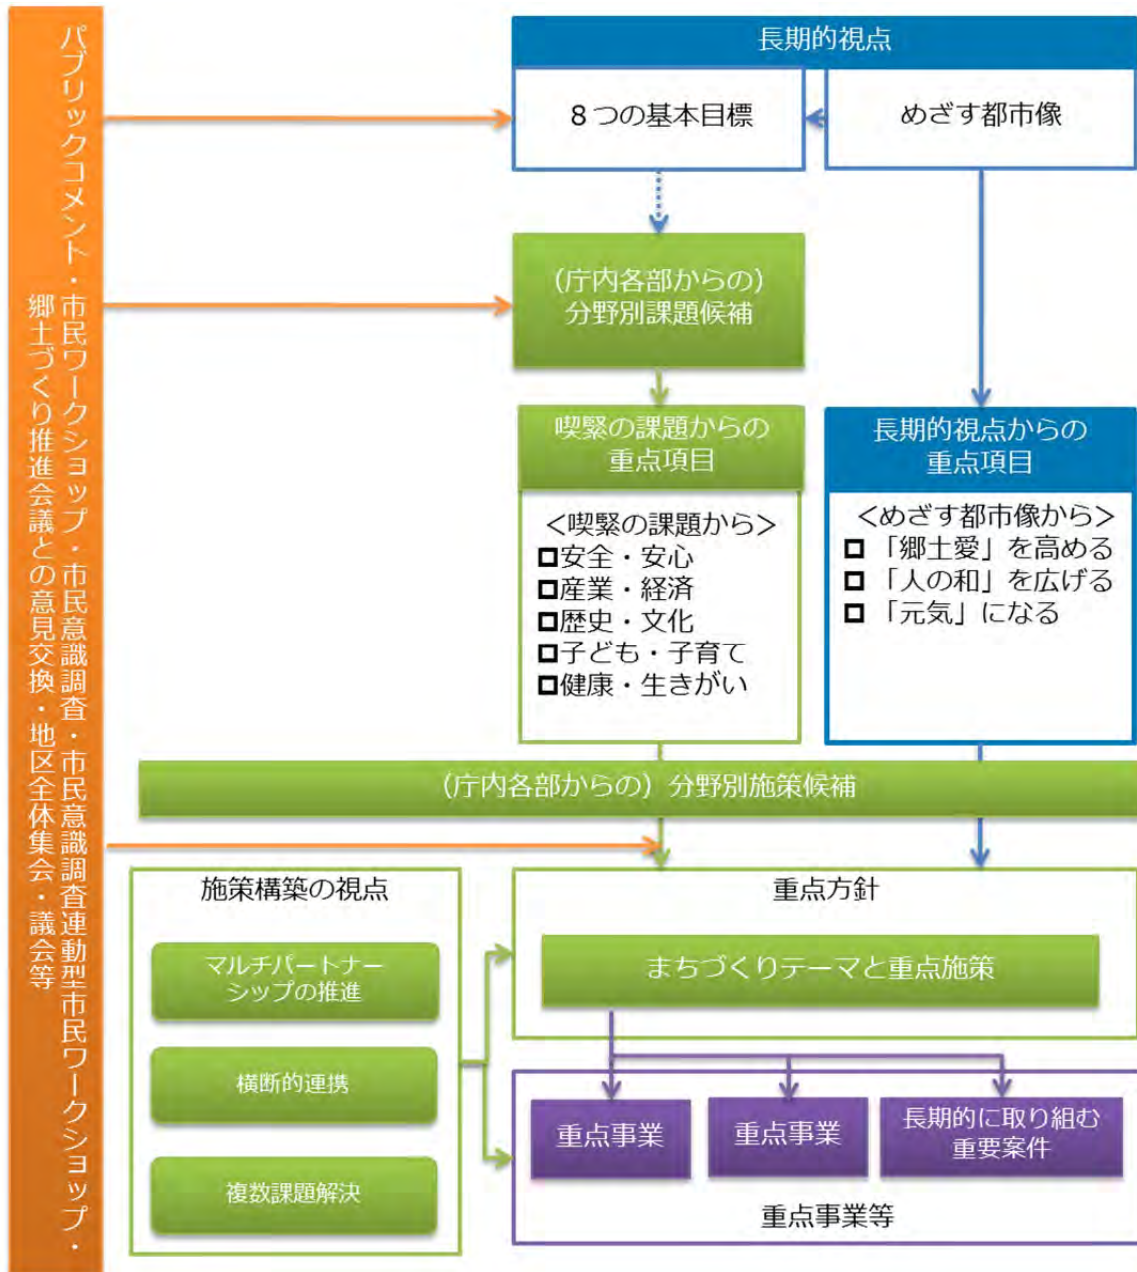 パブリックコメント・市民ワークショップ・市民意識調査・市民意識調査連動型市民ワークショップ・
郷土づくり推進会議との意見交換・地区全体集会・議会等
長期的視点
8つの基本目標
めざす都市像
(庁内各部からの)
分野別課題候補
喫緊の課題からの
重点項目
<喫緊の課題から>
□安全・安心
□産業・経済
□歴史・文化
□子ども・子育て
□健康・生きがい
長期的視点からの
重点項目
<めざす都市像から>
□「郷土愛」を高める
□「人の和」を広げる
□「元気」になる
(庁内各部からの)分野別施策候補
施策構築の視点
マルチパートナー
シップの推進
横断的連携
複数課題解決
重点方針
まちづくりテーマと重点施策
重点事業
重点事業
長期的に取り組む
重要案件
重点事業等